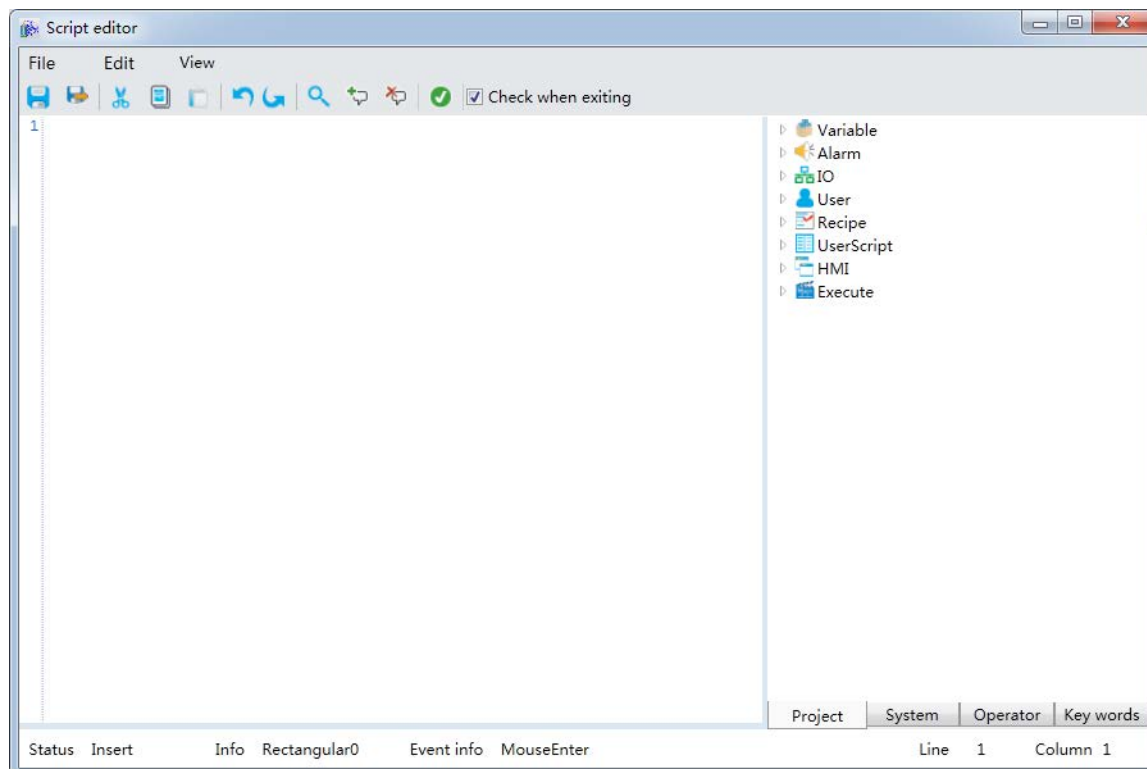 Script editor
File Edit View
Check when exiting
1
Variable
Alarm
IO
User
Recipe
UserScript
HMI
Execute
Project System Operator Key words
Status Insert Info Rectangular0 Event info MouseEnter Line 1 Column 1